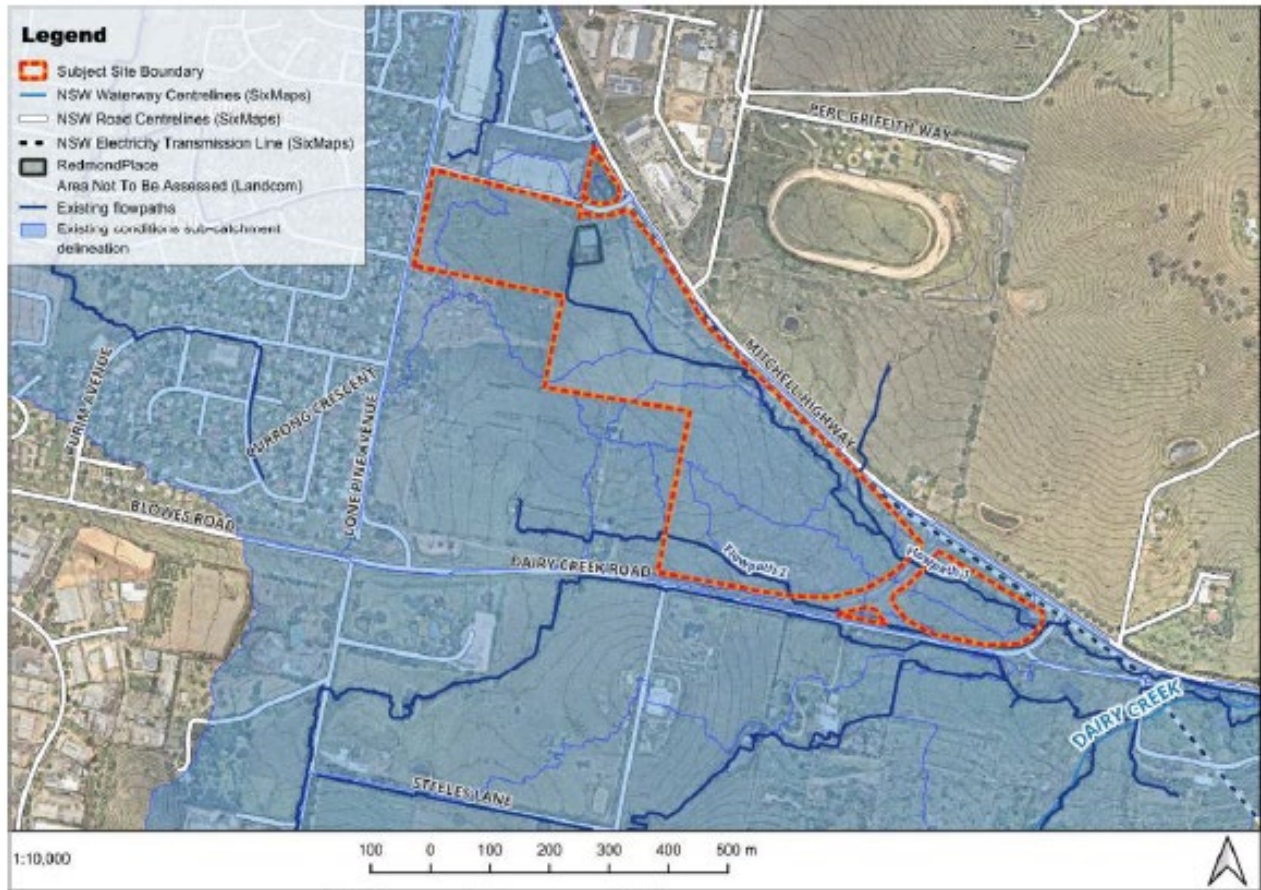 Legend
Subject Site Boundary
NSW Waterway Centrelines (SixMaps)
NSW Road Centrelines (SixMaps)
NSW Electricity Transmission Line (SixMaps)
RedmondPlace
Area Not To Be Assessed (Landcom)
Existing flowpaths
Existing conditions sub-catchment
delineation
PERC GRIFFITH WAY
MITCHELL HIGHWAY
LONE PINE AVENUE
BLOWES ROAD
DAIRY CREEK ROAD
Flowpath 2
Flowpath 1
DAIRY CREEK
STEELES LANE
1:10,000
100 0 100 200 300 400 500 m